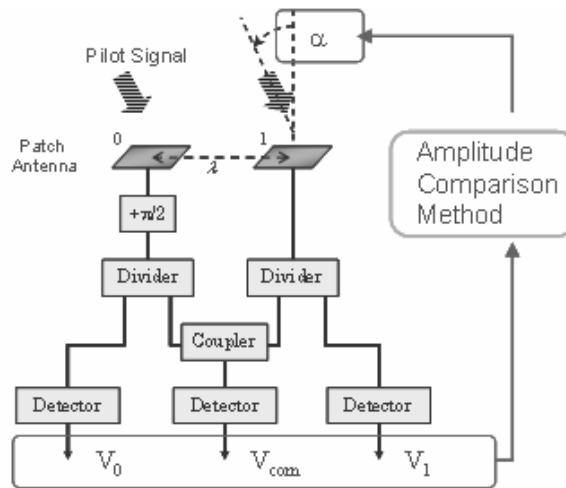 α
Pilot Signal
0
1
Patch
Antenna
λ
Amplitude
Comparison
Method
+π/2
Divider
Divider
Coupler
Detector
Detector
Detector
V0
Vcom
V1